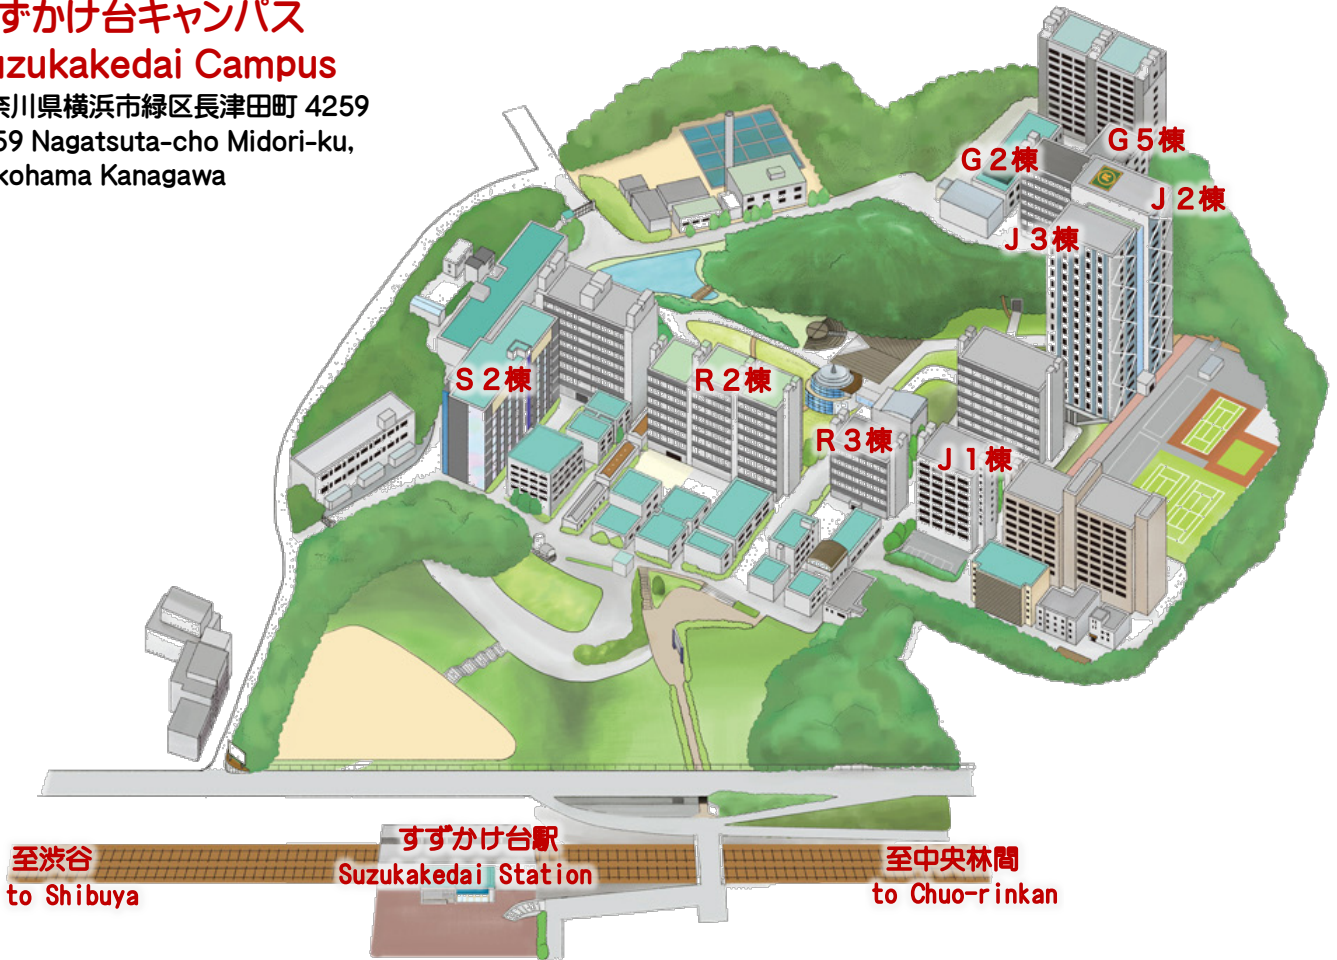 ずかけ台キャンパス
uzukakedai Campus
奈川県横浜市緑区長津田町 4259
59 Nagatsuta-cho Midori-ku,
kohama Kanagawa
G5棟
G2棟
J2棟
J3棟
S2棟
R2棟
R3棟
J1棟
すずかけ台駅
Suzukakedai Station
至渋谷
to Shibuya
至中央林間
to Chuo-rinkan